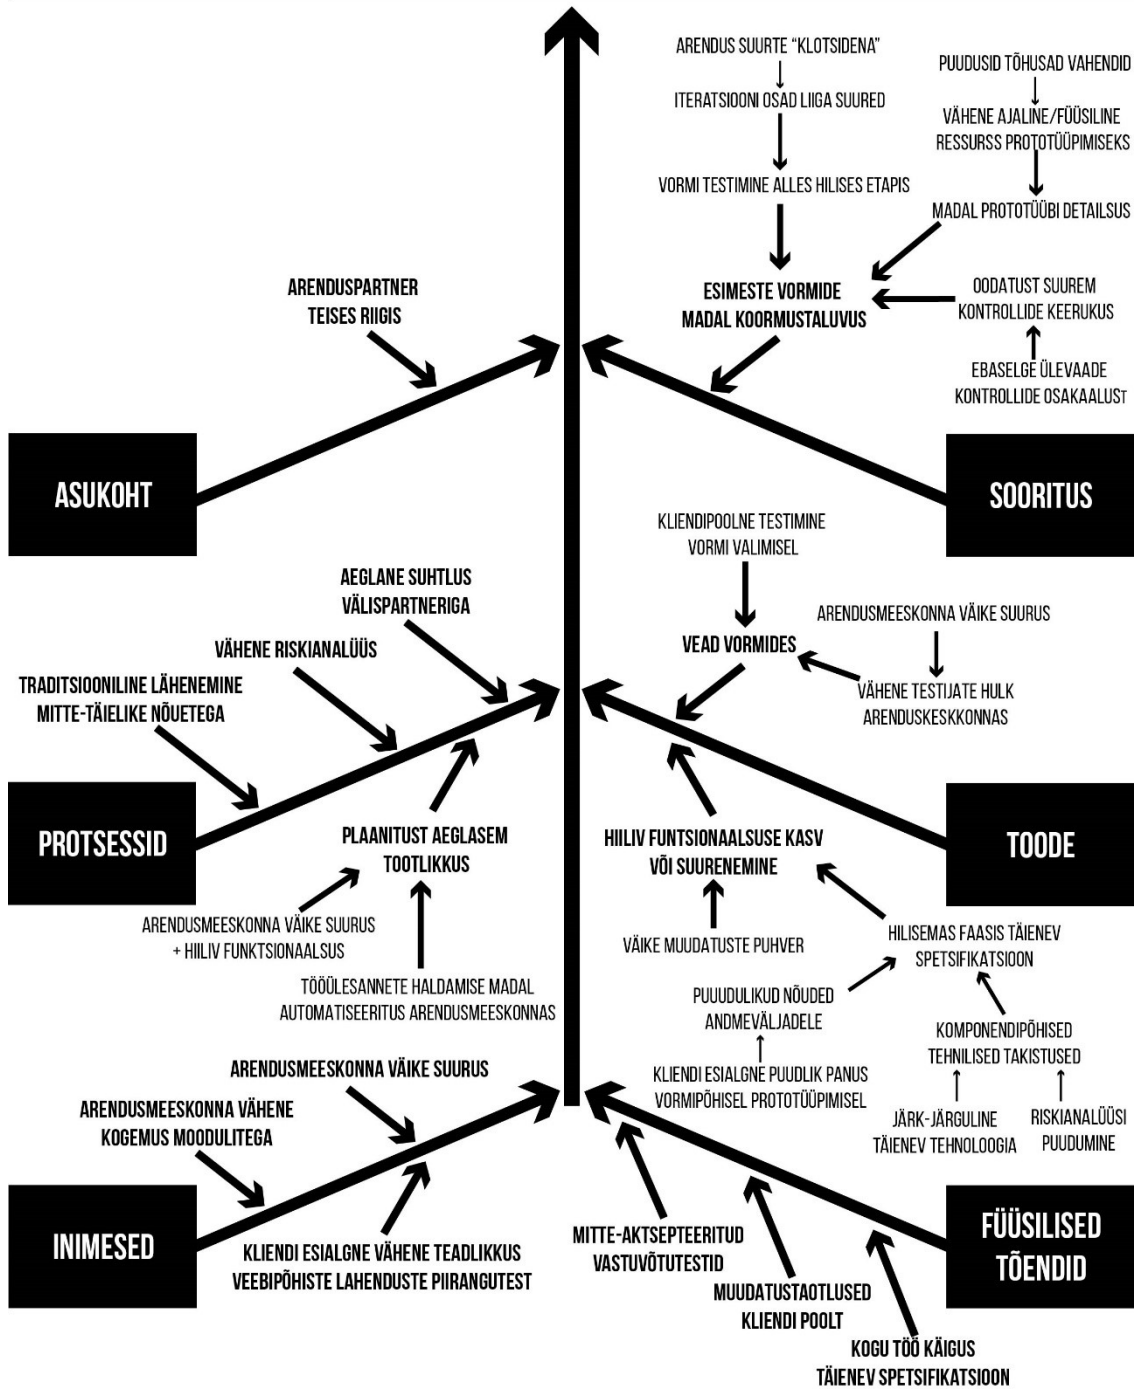 ARENDUS SUURTE “KLOTSIDENA”
ITERATSIOONI OSAD LIIGA SUURED
VORMI TESTIMINE ALLES HILISES ETAPIS
PUUDUSID TÕHUSAD VAHENDID
VÄHENE AJALINE/FÜÜSILINE
RESSURSS PROTOTÜÜPIMISEKS
MADAL PROTOTÜÜBI DETAILSUS
ARENDUSPARTNER
TEISES RIIGIS
ESIMESTE VORMIDE
MADAL KOORMUSTALUVUS
OODATUST SUUREM
KONTROLLIDE KEERUKUS
EBASELGE ÜLEVAADE
KONTROLLIDE OSAKAALUST
ASUKOHT
SOORITUS
KLIENDIPOOLNE TESTIMINE
VORMI VALIMISEL
AEGLANE SUHTLUS
VÄLISPARTNERIGA
VÄHENE RISKIANALÜÜS
TRADITSIOONILINE LÄHENEMINE
MITTE-TÄIELIKE NÕUETEGA
VEAD VORMIDES
ARENDUSMEESKONNA VÄIKE SUURUS
VÄHENE TESTIJATE HULK
ARENDUSKESKKONNAS
PROTSESSID
PLAANITUST AEGLASEM
TOOTLIKKUS
HIILIV FUNTSIONAALSUSE KASV
VÕI SUURENEMINE
TOODE
ARENDUSMEESKONNA VÄIKE SUURUS
+ HIILIV FUNKTSIONAALSUS
TÖÖÜLESANNETE HALDAMISE MADAL
AUTOMATISEERITUS ARENDUSMEESKONNAS
VÄIKE MUUDATUSTE PUHVER
HILISEMAS FAASIS TÄIENEV
SPETSIFIKATSIOON
PUUUDULIKUD NÕUDED
ANDMEVÄLJADELE
KLIENDI ESIALGNE PUUDLIK PANUS
VORMIPÕHISEL PROTOTÜÜPIMISEL
KOMPONENDIPÕHISED
TEHNILISED TAKISTUSED
JÄRK-JÄRGULINE
TÄIENEV TEHNOLOOGIA
RISKIANALÜÜSI
PUUDUMINE
ARENDUSMEESKONNA VÄIKE SUURUS
ARENDUSMEESKONNA VÄHENE
KOGEMUS MOODULITEGA
INIMESED
KLIENDI ESIALGNE VÄHENE TEADLIKKUS
VEEBIPÕHISTE LAHENDUSTE PIIRANGUTEST
MITTE-AKTSEPTEERITUD
VASTUVÕTUTESTID
MUUDATUSTAOTLUSED
KLIENDI POOLT
KOGU TÖÖ KÄIGUS
TÄIENEV SPETSIFIKATSIOON
FÜÜSILISED
TÕENDID